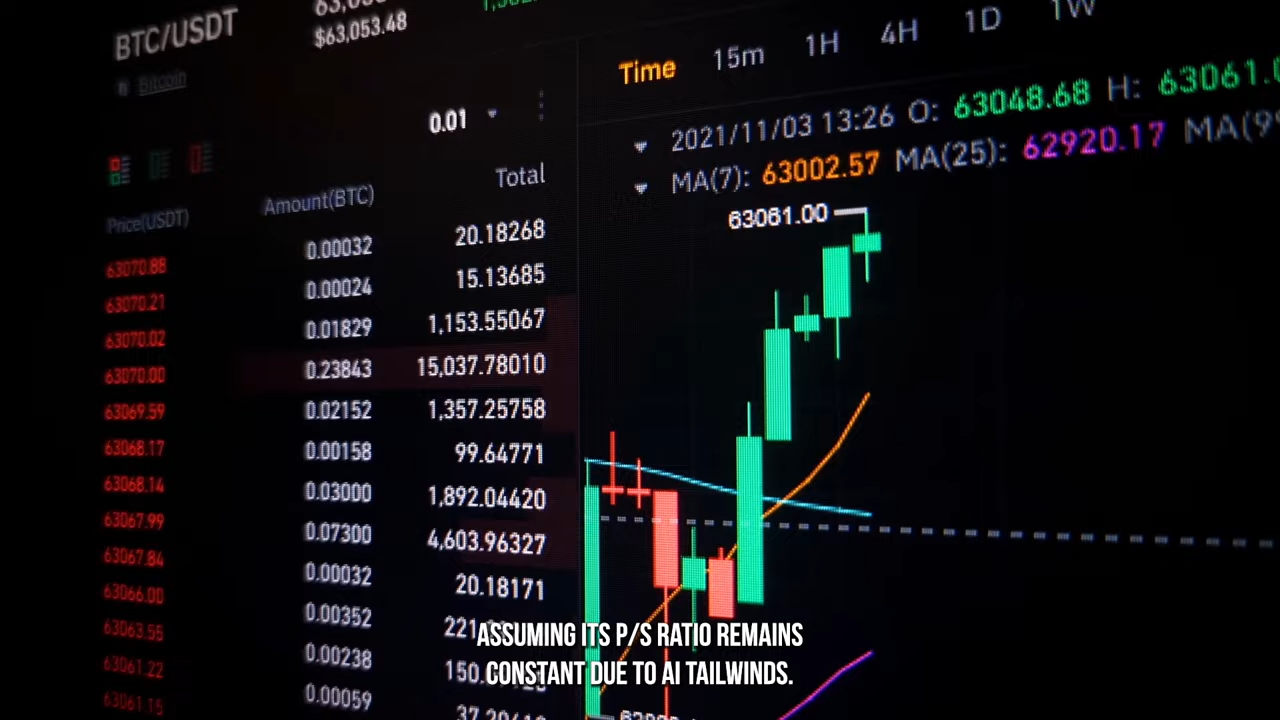 BTC/USDT
$63,053.48
Bitcoin
0.01
Price(USDT) Amount(BTC) Total
63070.88 0.00032 20.18268
63070.21 0.00024 15.13685
63070.02 0.01829 1,153.55067
63070.00 0.23843 15,037.78010
63069.59 0.02152 1,357.25758
63068.17 0.00158 99.64771
63068.14 0.03000 1,892.04420
63067.99 0.07300 4,603.96327
63067.84 0.00032 20.18171
63066.00 0.00352
63063.55 0.00238
63061.22 0.00059
63061.15
Time 15m 1H 4H 1D 1W
2021/11/03 13:26 O: 63048.68 H: 63061.0
MA(7): 63002.57 MA(25): 62920.17
63061.00
ASSUMING ITS P/S RATIO REMAINS
CONSTANT DUE TO AI TAILWINDS.